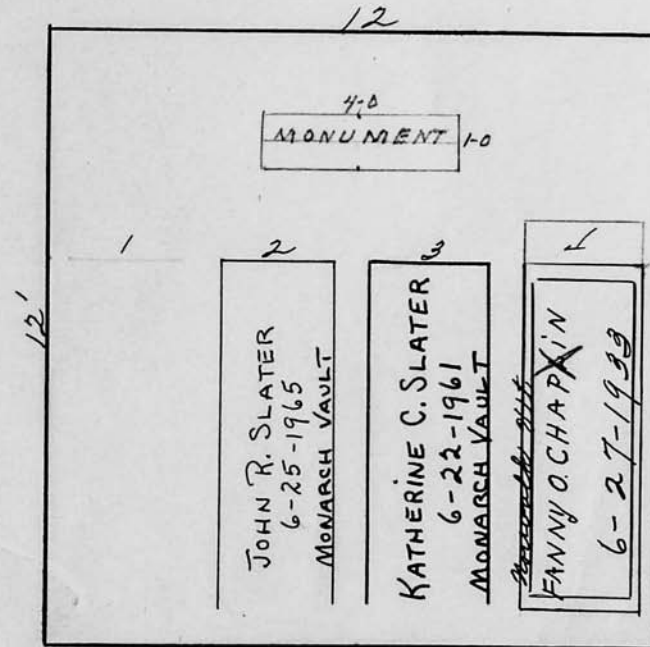 12
4-0
MONUMENT 1-0
1
2
3
4
12'
JOHN R. SLATER
6-25-1965
MONARCH VAULT
KATHERINE C. SLATER
6-22-1961
MONARCH VAULT
FANNY O. CHAPIN
6-27-1933